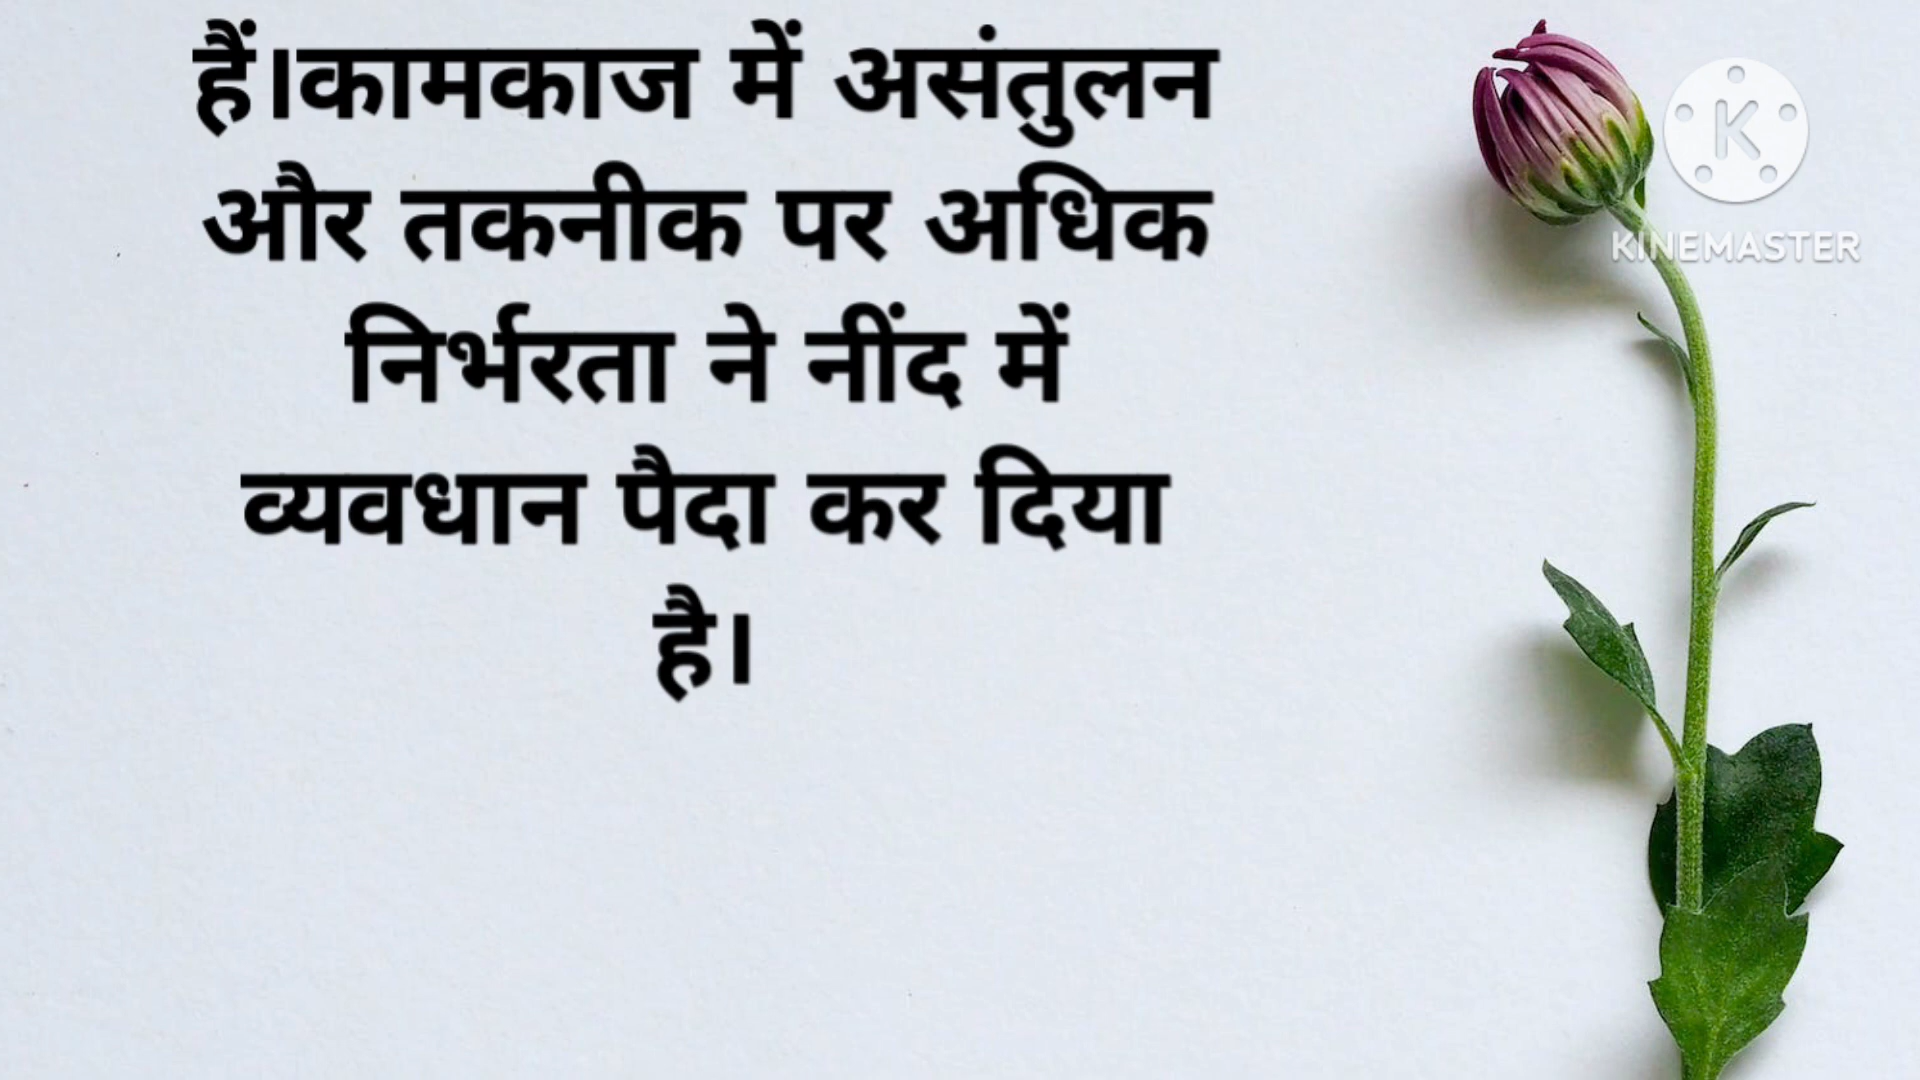 हैं।कामकाज में असंतुलन
और तकनीक पर अधिक
निर्भरता ने नींद में
व्यवधान पैदा कर दिया
है।
K
KINEMASTER